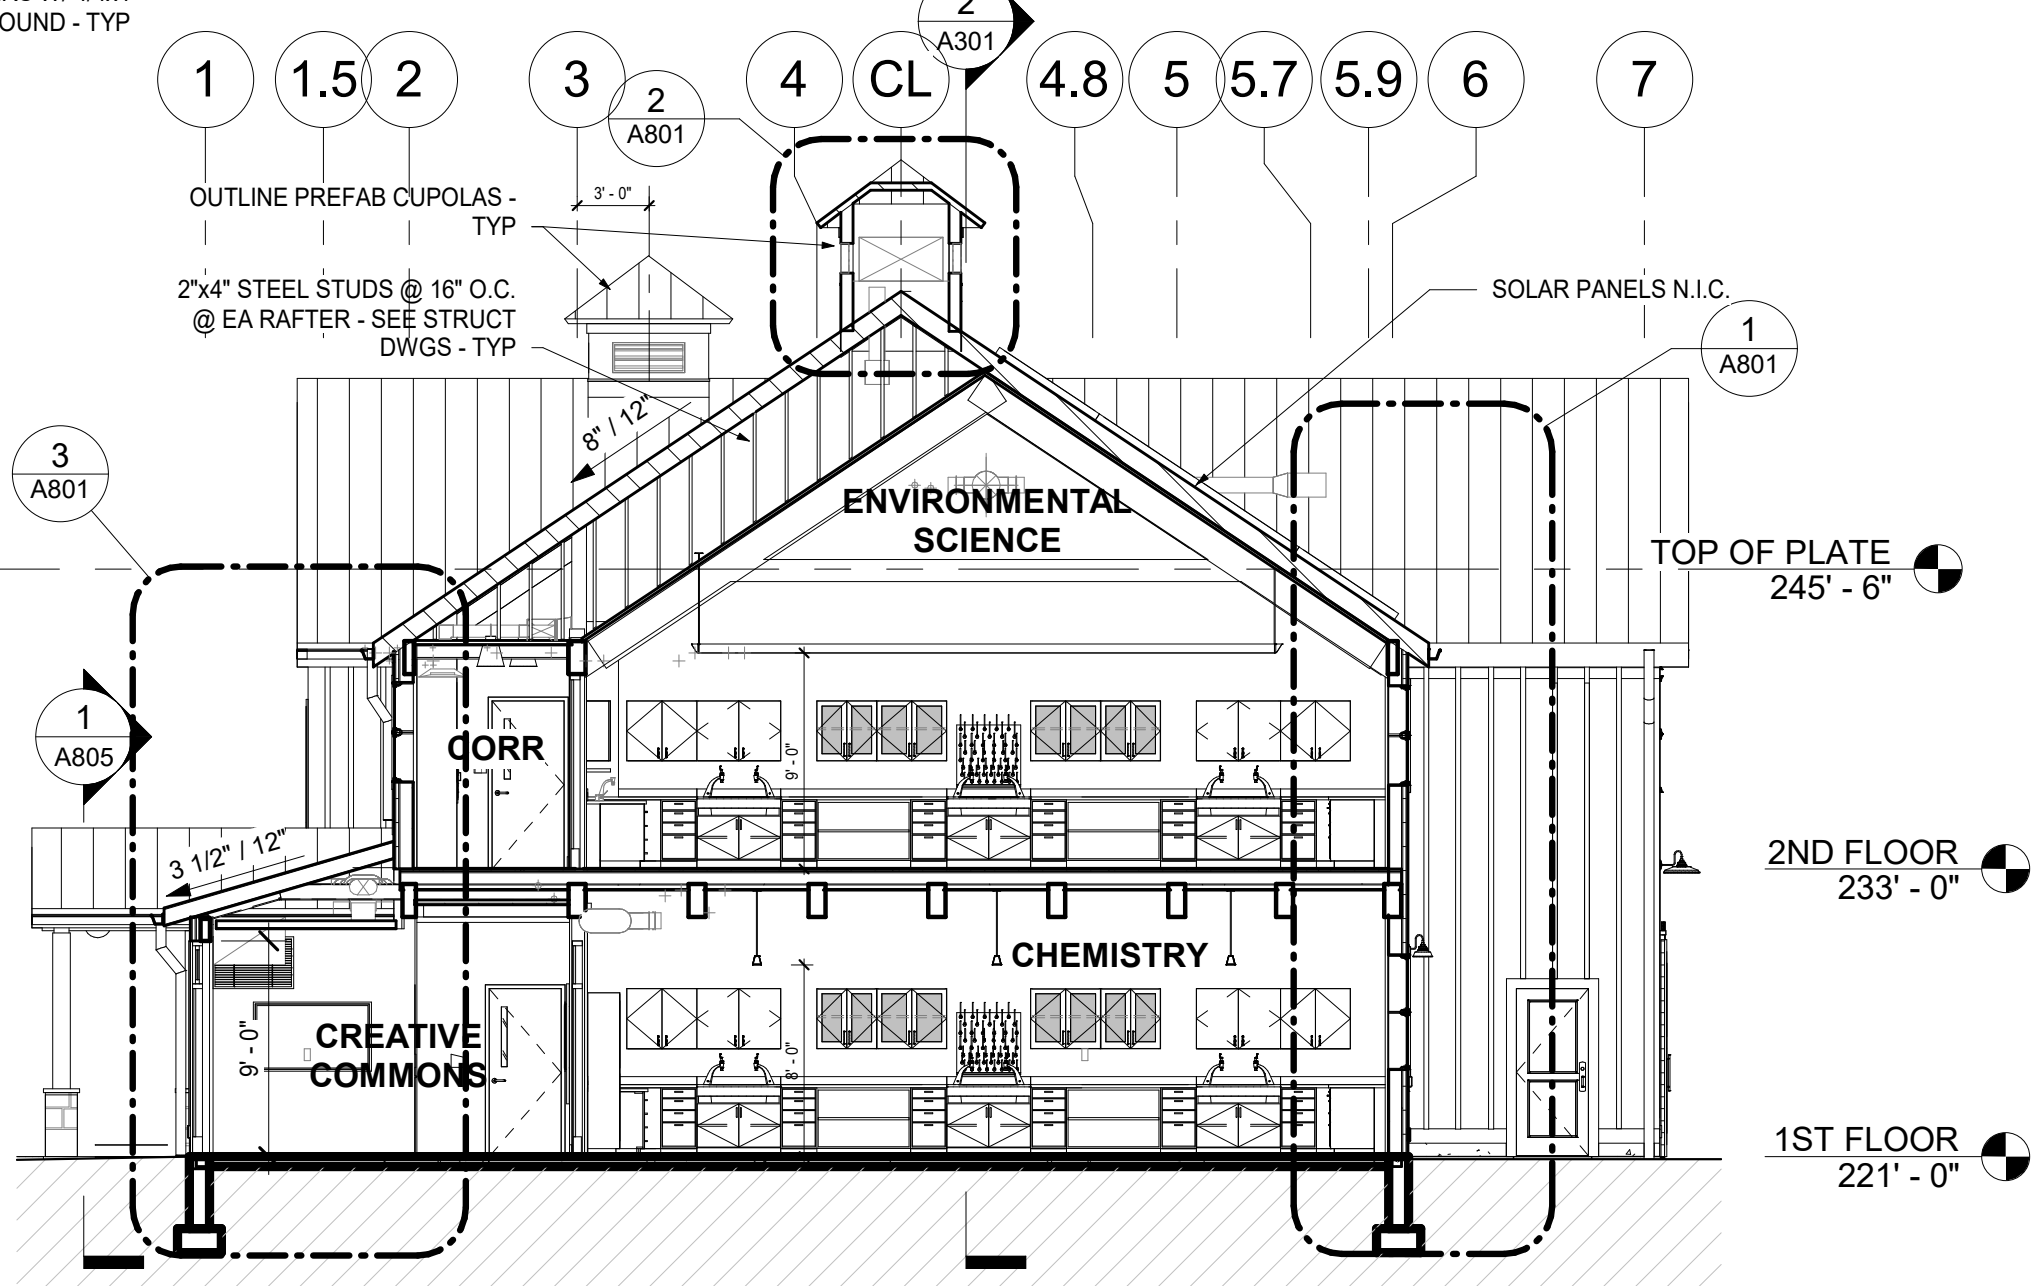 OUND - TYP
2
A301
1
1.5
2
3
4
CL
4.8
5
5.7
5.9
6
7
2
A801
OUTLINE PREFAB CUPOLAS -
TYP
3' - 0"
2"x4" STEEL STUDS @ 16" O.C.
@ EA RAFTER - SEE STRUCT
DWGS - TYP
SOLAR PANELS N.I.C.
1
A801
8" / 12"
3
A801
ENVIRONMENTAL
SCIENCE
TOP OF PLATE
245' - 6"
1
A805
CORR
9' - 0"
3 1/2" / 12"
2ND FLOOR
233' - 0"
CHEMISTRY
9' - 0"
CREATIVE
COMMONS
8' - 0"
1ST FLOOR
221' - 0"